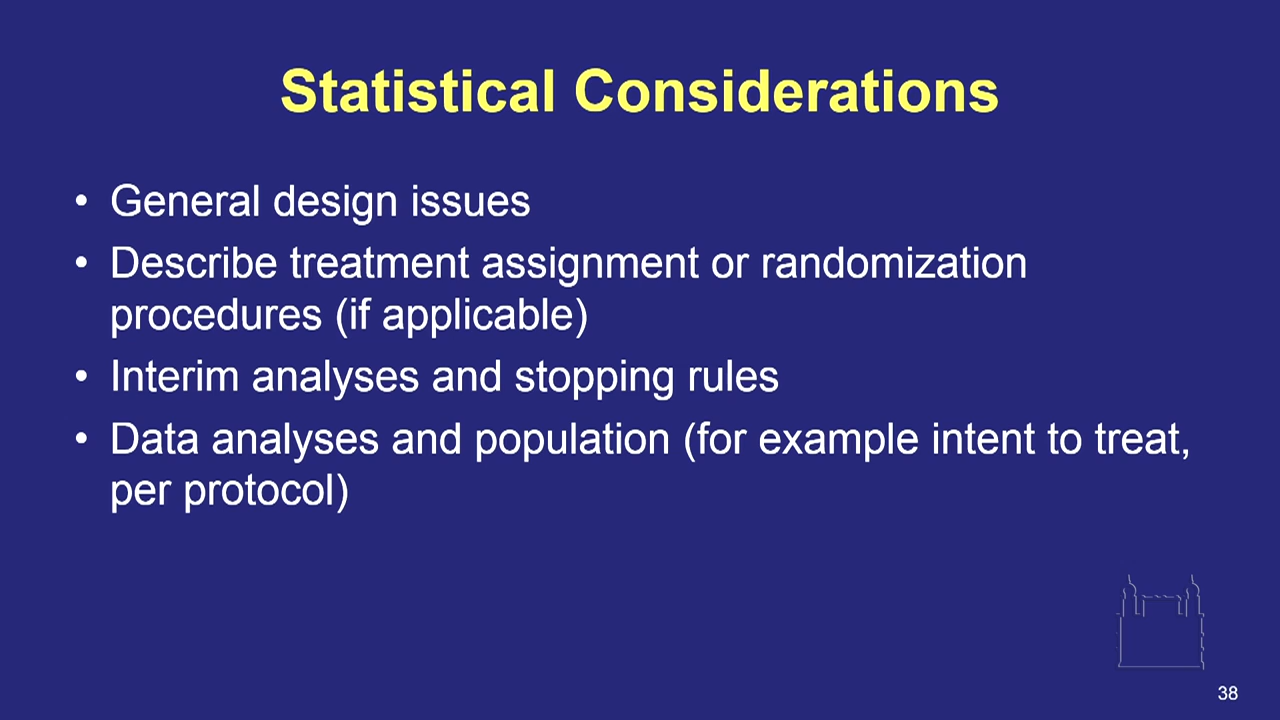 Statistical Considerations
• General design issues
• Describe treatment assignment or randomization
procedures (if applicable)
• Interim analyses and stopping rules
• Data analyses and population (for example intent to treat,
per protocol)
38